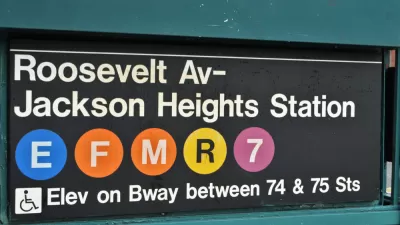 Roosevelt Av-
Jackson Heights Station
E F M R 7
Elev on Bway between 74 & 75 Sts